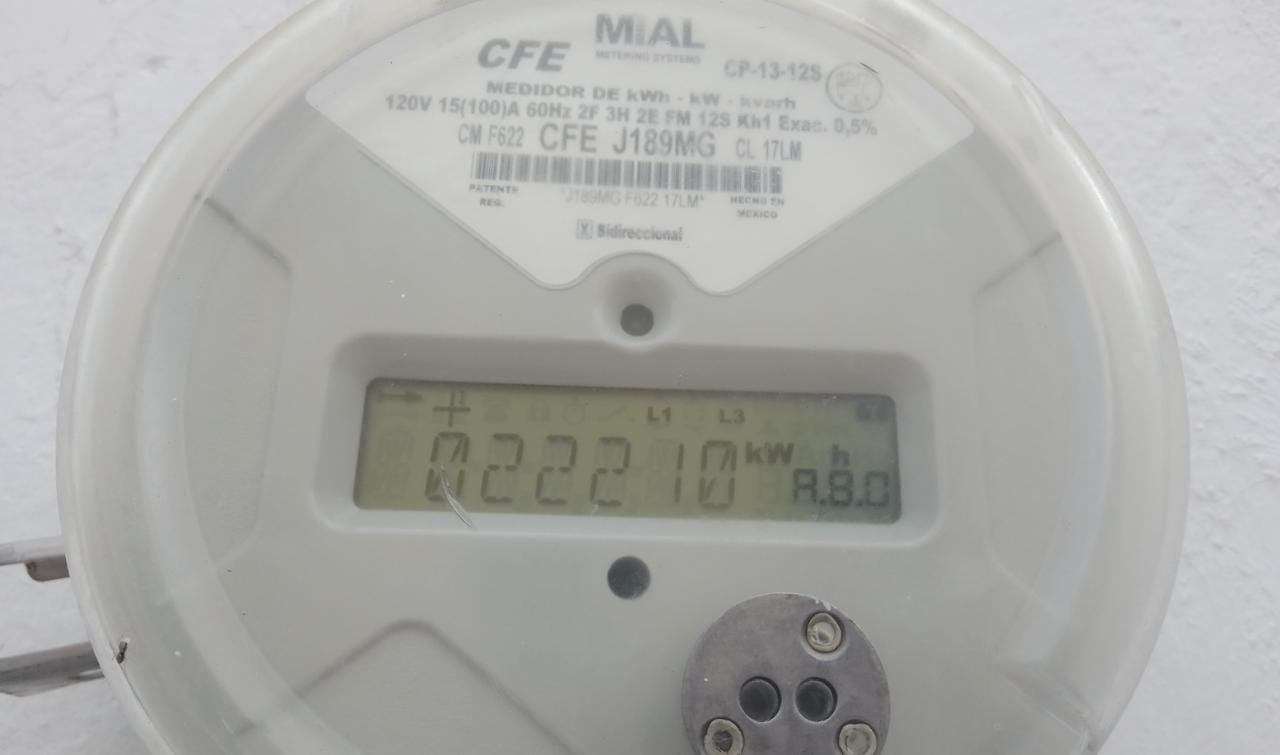 MIAL
METERING SYSTEMS
CFE
CP-13-12S
MEDIDOR DE kWh - kW - kvarh
120V 15(100)A 60Hz 2F 3H 2E FM 12S Kh1 Exac. 0,5%
CM F622 CFE J189MG CL 17LM
PATENTE REG.
*J189MG F622 17LM*
HECHO EN MEXICO
X Bidireccional
L1 L3
022210 kW h
8.8.0